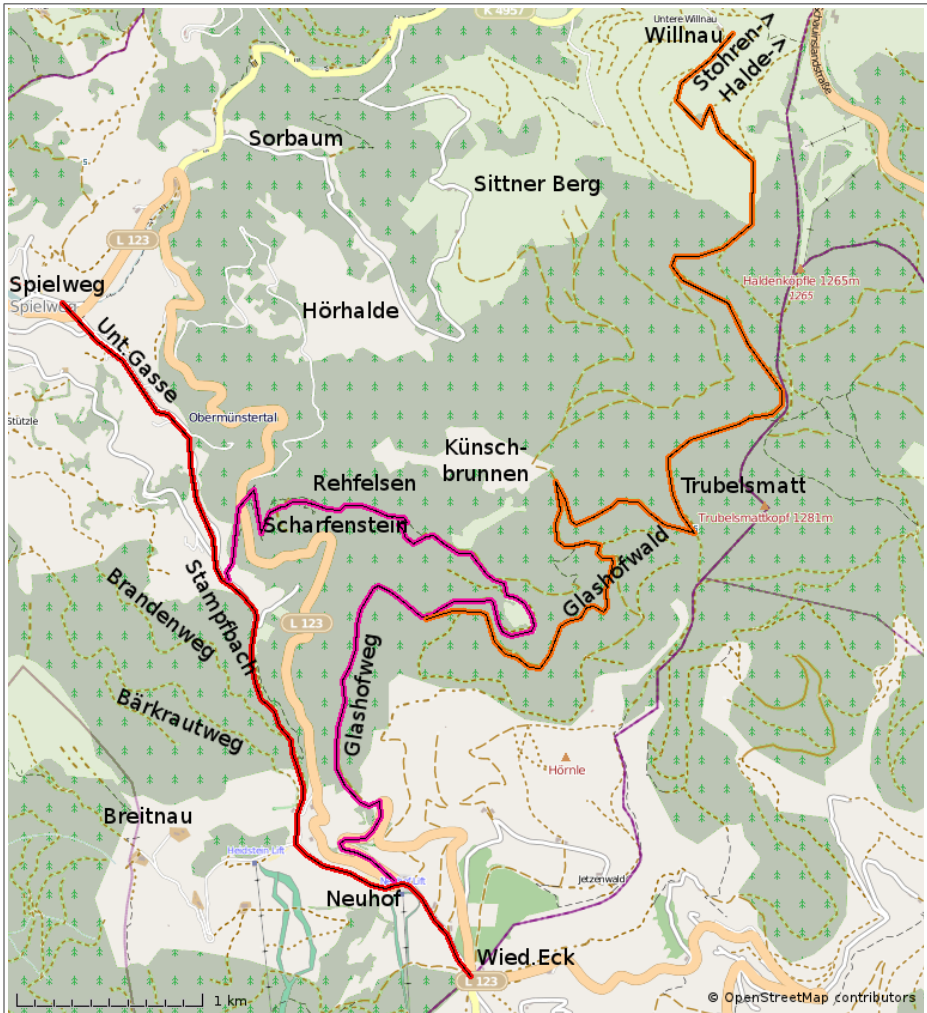 K 4957
Untere Willnau
Willnau
Stohren->
Halde->
Schauinslandstraße
Sorbaum
Sittner Berg
L 123
Spielweg
Spielweg
Haldenköpfle 1265m
1265
Hörhalde
Unt.Gasse
Stützle
Obermünstertal
Künsch-
brunnen
Rehfelsen
Trubelsmatt
Scharfenstein
Trubelsmattkopf 1281m
Glashofwald
Stampfbach
Brandenweg
L 123
Glashofweg
Bärkrautweg
Hörnle
Breitnau
Heidstein Lift
Jetzenwald
Neuhof
Wied.Eck
L 123
1 km
© OpenStreetMap contributors